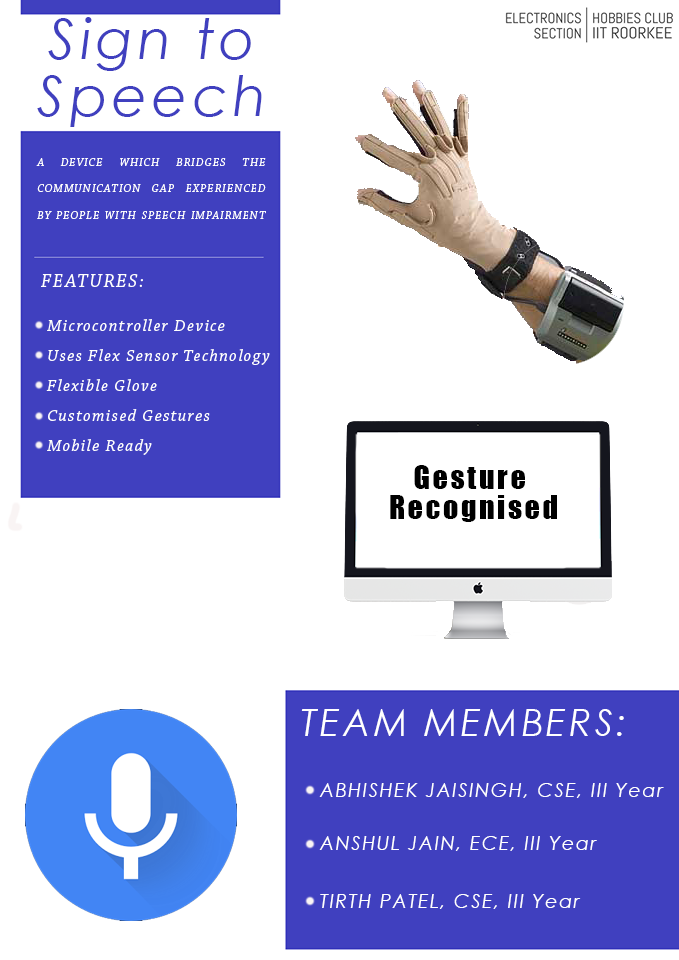 Sign to
Speech
ELECTRONICS SECTION | HOBBIES CLUB IIT ROORKEE
A DEVICE WHICH BRIDGES THE
COMMUNICATION GAP EXPERIENCED
BY PEOPLE WITH SPEECH IMPAIRMENT
FEATURES:
Microcontroller Device
Uses Flex Sensor Technology
Flexible Glove
Customised Gestures
Mobile Ready
Gesture
Recognised
TEAM MEMBERS:
ABHISHEK JAISINGH, CSE, III Year
ANSHUL JAIN, ECE, III Year
TIRTH PATEL, CSE, III Year